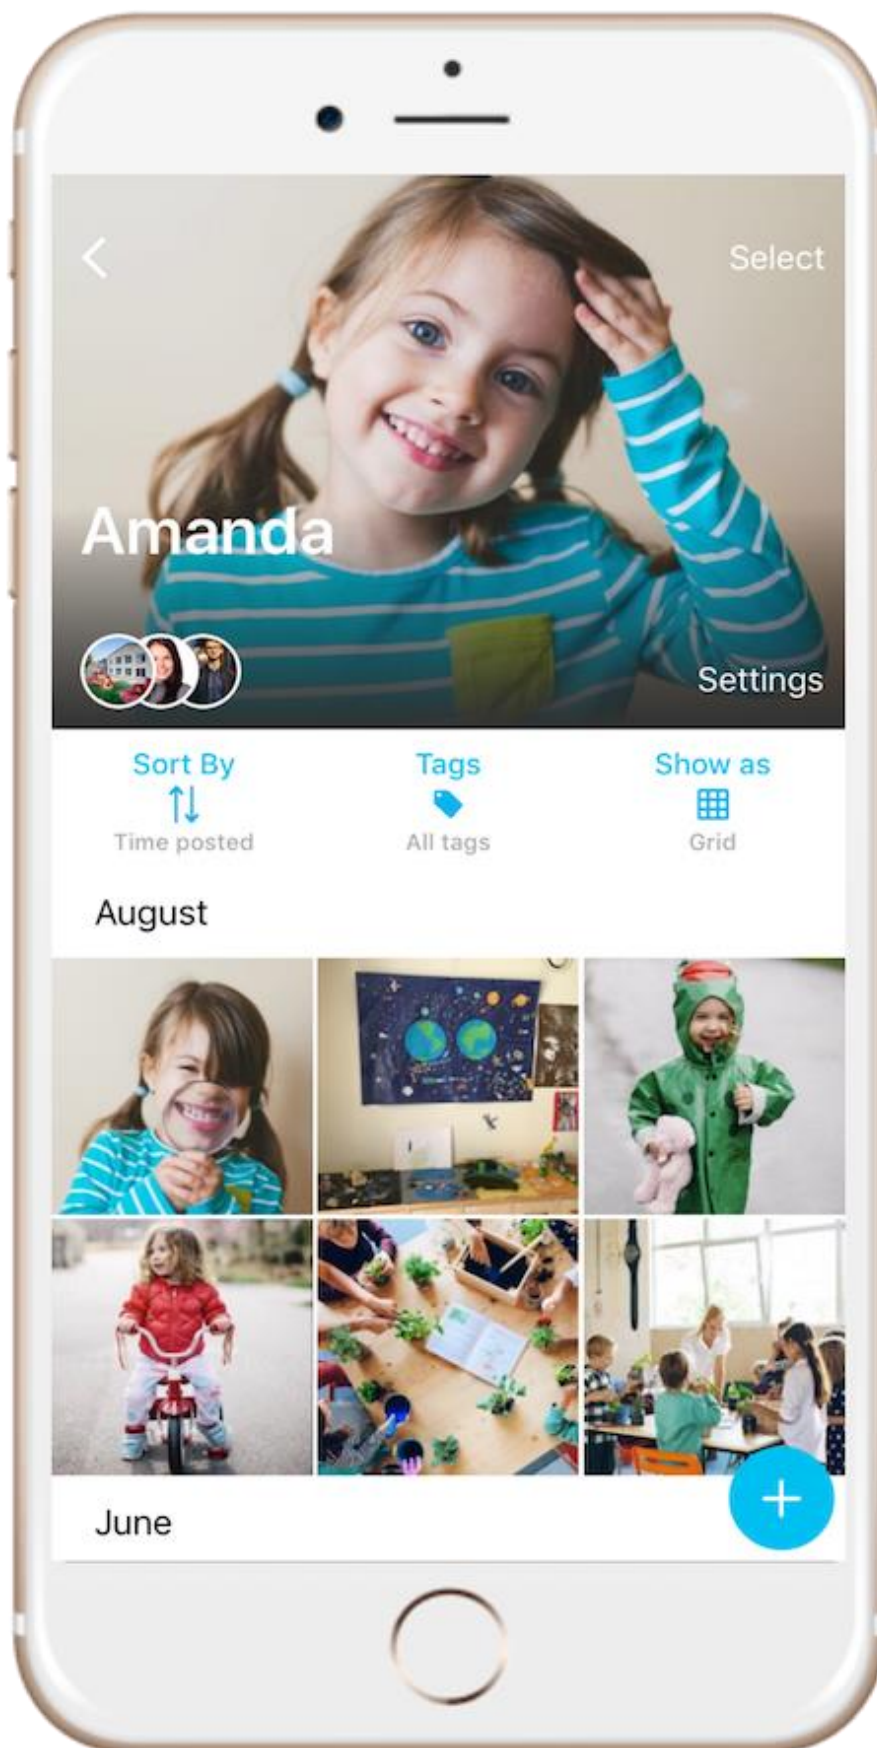 Select
Amanda
Settings
Sort By
Tags
Show as
Time posted
All tags
Grid
August
June